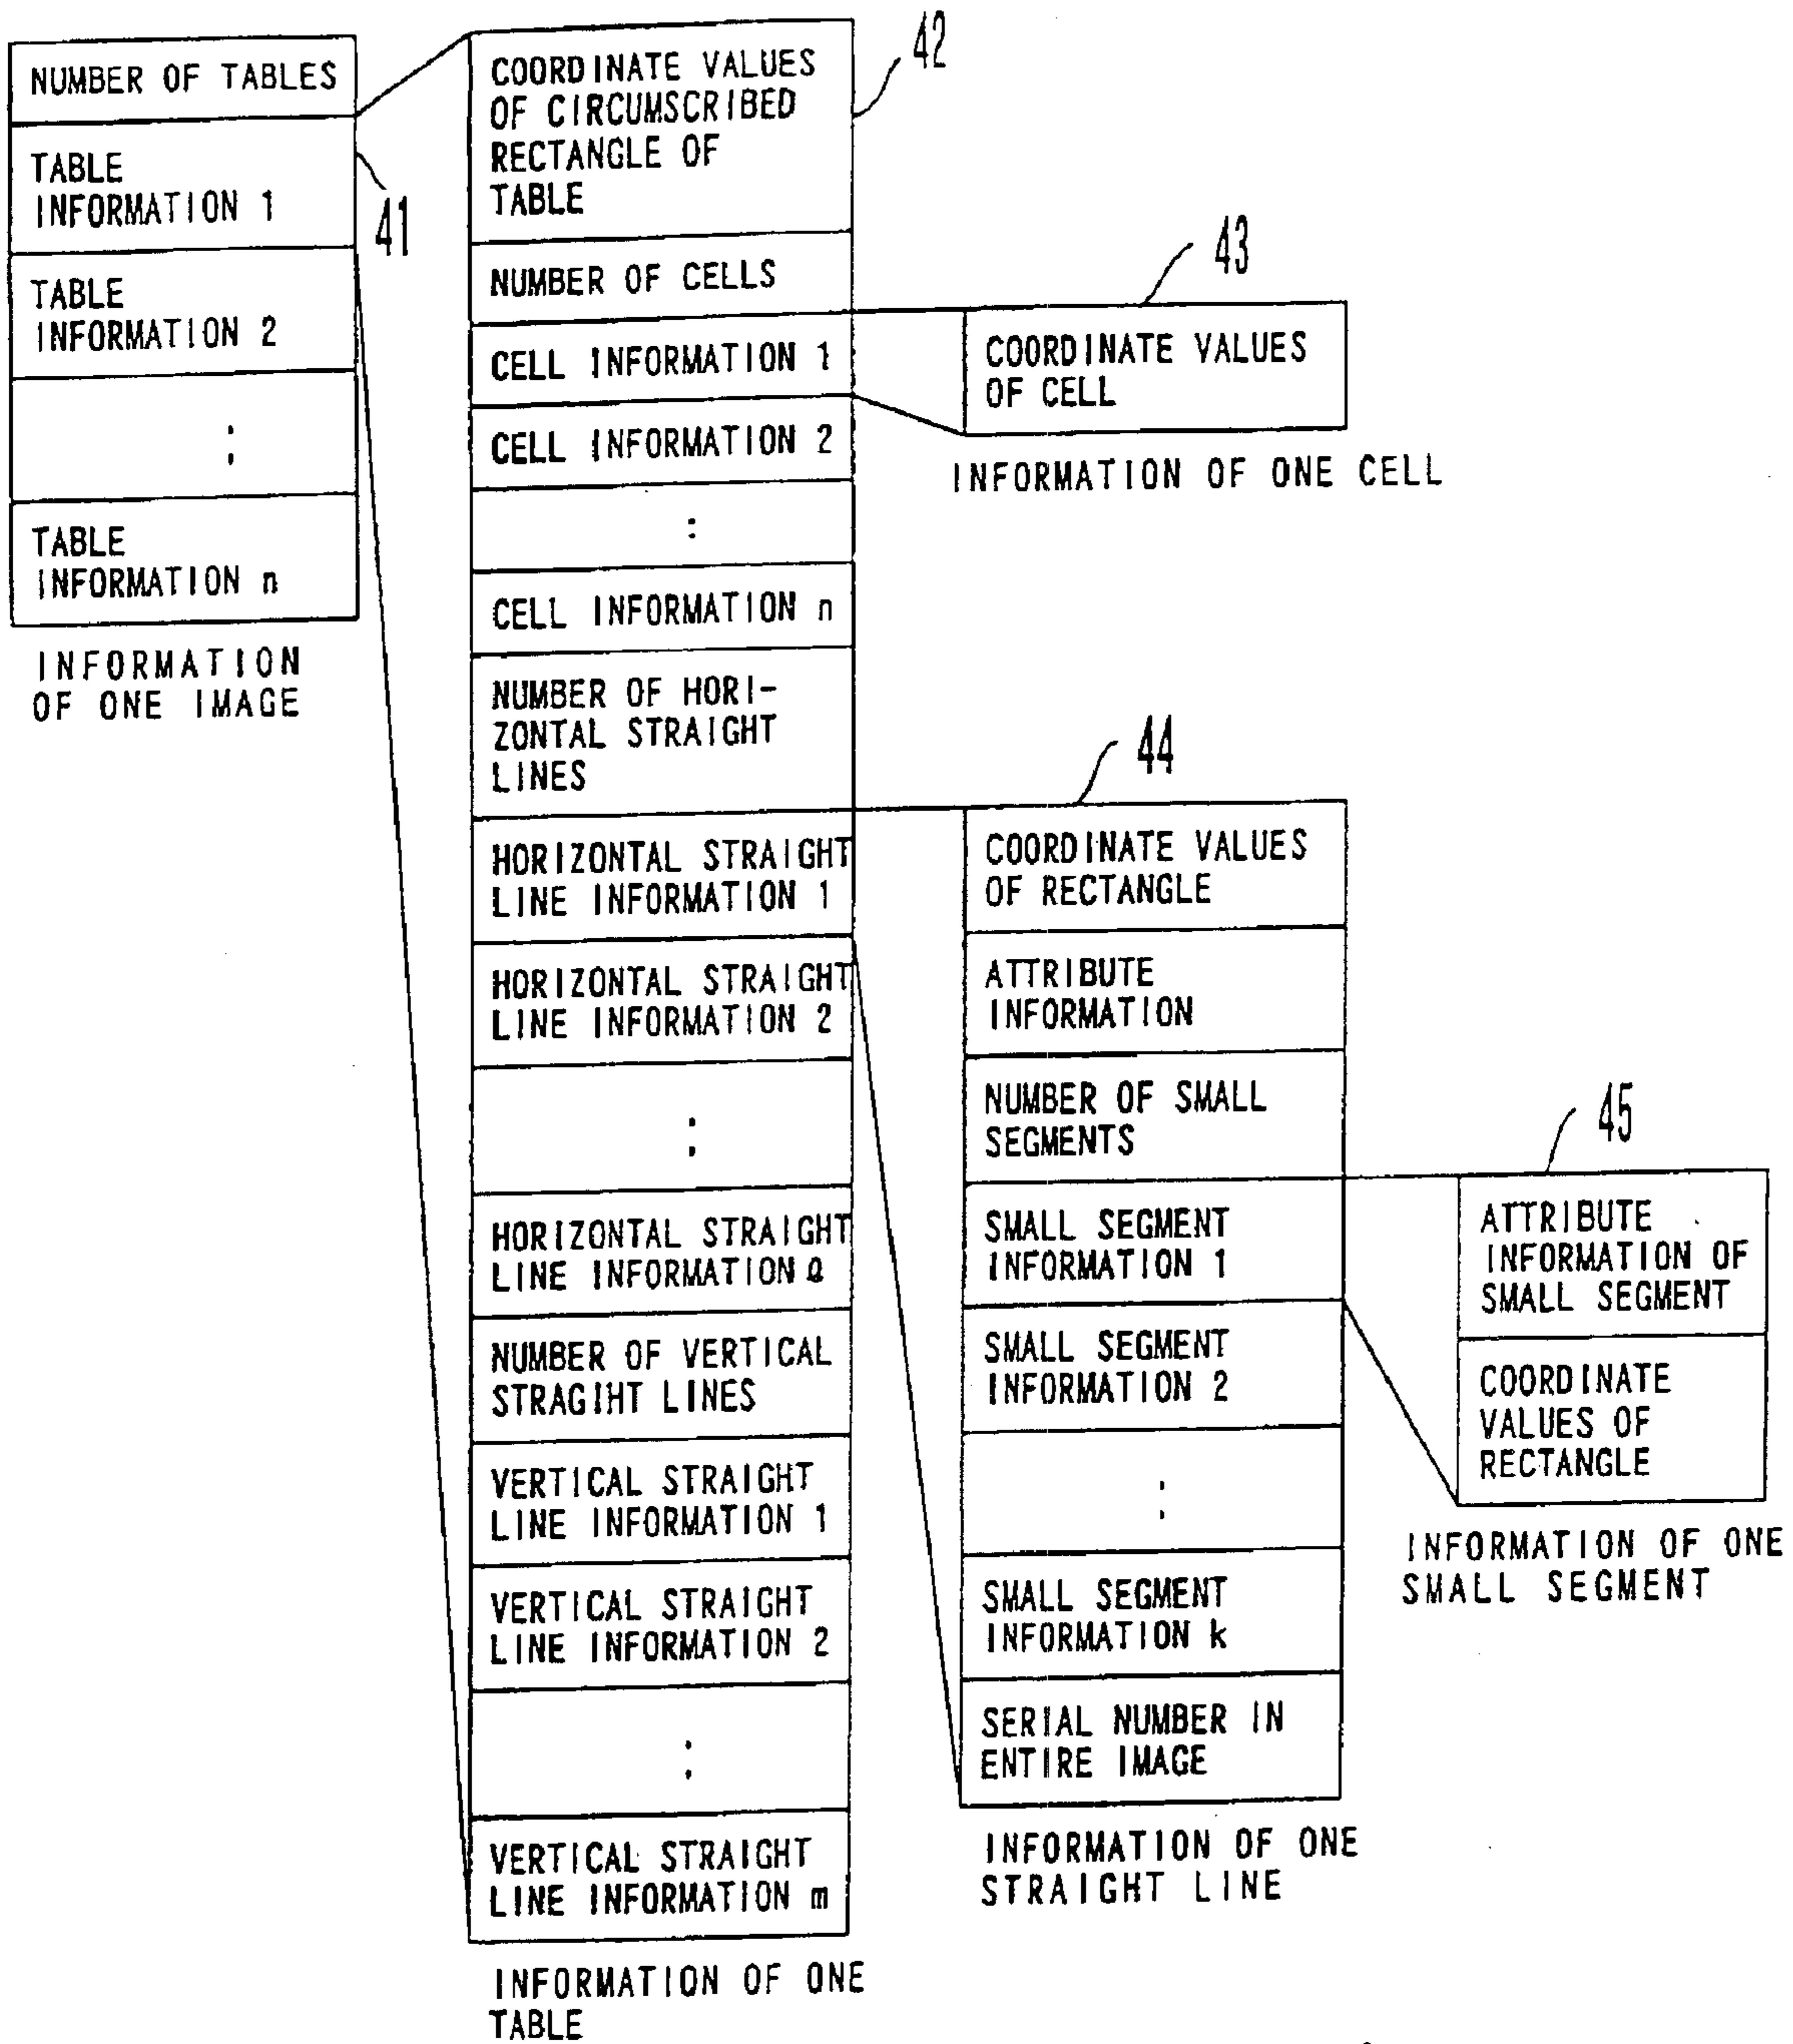 NUMBER OF TABLES
TABLE
INFORMATION 1
TABLE
INFORMATION 2
:
TABLE
INFORMATION n
INFORMATION
OF ONE IMAGE
41
42
COORDINATE VALUES
OF CIRCUMSCRIBED
RECTANGLE OF
TABLE
NUMBER OF CELLS
CELL INFORMATION 1
CELL INFORMATION 2
:
CELL INFORMATION n
NUMBER OF HORI-
ZONTAL STRAIGHT
LINES
HORIZONTAL STRAIGHT
LINE INFORMATION 1
HORIZONTAL STRAIGHT
LINE INFORMATION 2
:
HORIZONTAL STRAIGHT
LINE INFORMATION ℓ
NUMBER OF VERTICAL
STRAGIHT LINES
VERTICAL STRAIGHT
LINE INFORMATION 1
VERTICAL STRAIGHT
LINE INFORMATION 2
:
VERTICAL STRAIGHT
LINE INFORMATION m
INFORMATION OF ONE
TABLE
43
COORDINATE VALUES
OF CELL
INFORMATION OF ONE CELL
44
COORDINATE VALUES
OF RECTANGLE
ATTRIBUTE
INFORMATION
NUMBER OF SMALL
SEGMENTS
SMALL SEGMENT
INFORMATION 1
SMALL SEGMENT
INFORMATION 2
:
SMALL SEGMENT
INFORMATION k
SERIAL NUMBER IN
ENTIRE IMAGE
INFORMATION OF ONE
STRAIGHT LINE
45
ATTRIBUTE
INFORMATION OF
SMALL SEGMENT
COORDINATE
VALUES OF
RECTANGLE
INFORMATION OF ONE
SMALL SEGMENT